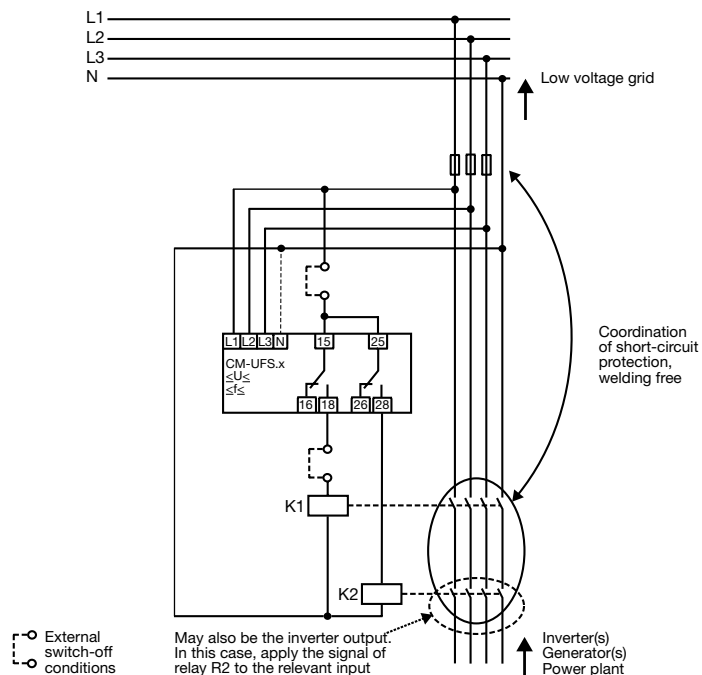 L1
L2
L3
N
Low voltage grid
L1 L2 L3 N 15 25
CM-UFS.x
≤U≤
≤f≤
16 18 26 28
Coordination
of short-circuit
protection,
welding free
K1
K2
External
switch-off
conditions
May also be the inverter output.
In this case, apply the signal of
relay R2 to the relevant input
Inverter(s)
Generator(s)
Power plant